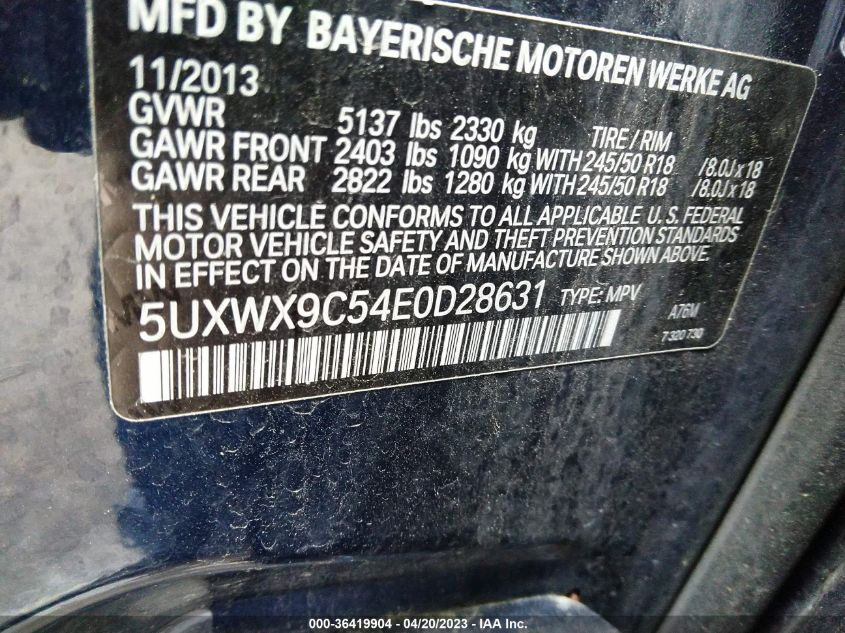 MFD BY BAYERISCHE MOTOREN WERKE AG
11/2013
GVWR 5137 lbs 2330 kg TIRE / RIM
GAWR FRONT 2403 lbs 1090 kg WITH 245/50 R18 /8.0J x 18
GAWR REAR 2822 lbs 1280 kg WITH 245/50 R18 /8.0J x 18
THIS VEHICLE CONFORMS TO ALL APPLICABLE U.S. FEDERAL
MOTOR VEHICLE SAFETY AND THEFT PREVENTION STANDARDS
IN EFFECT ON THE DATE OF MANUFACTURE SHOWN ABOVE.
5UXWX9C54E0D28631 TYPE: MPV A76M
7 320 730
000-36419904 - 04/20/2023 - IAA Inc.